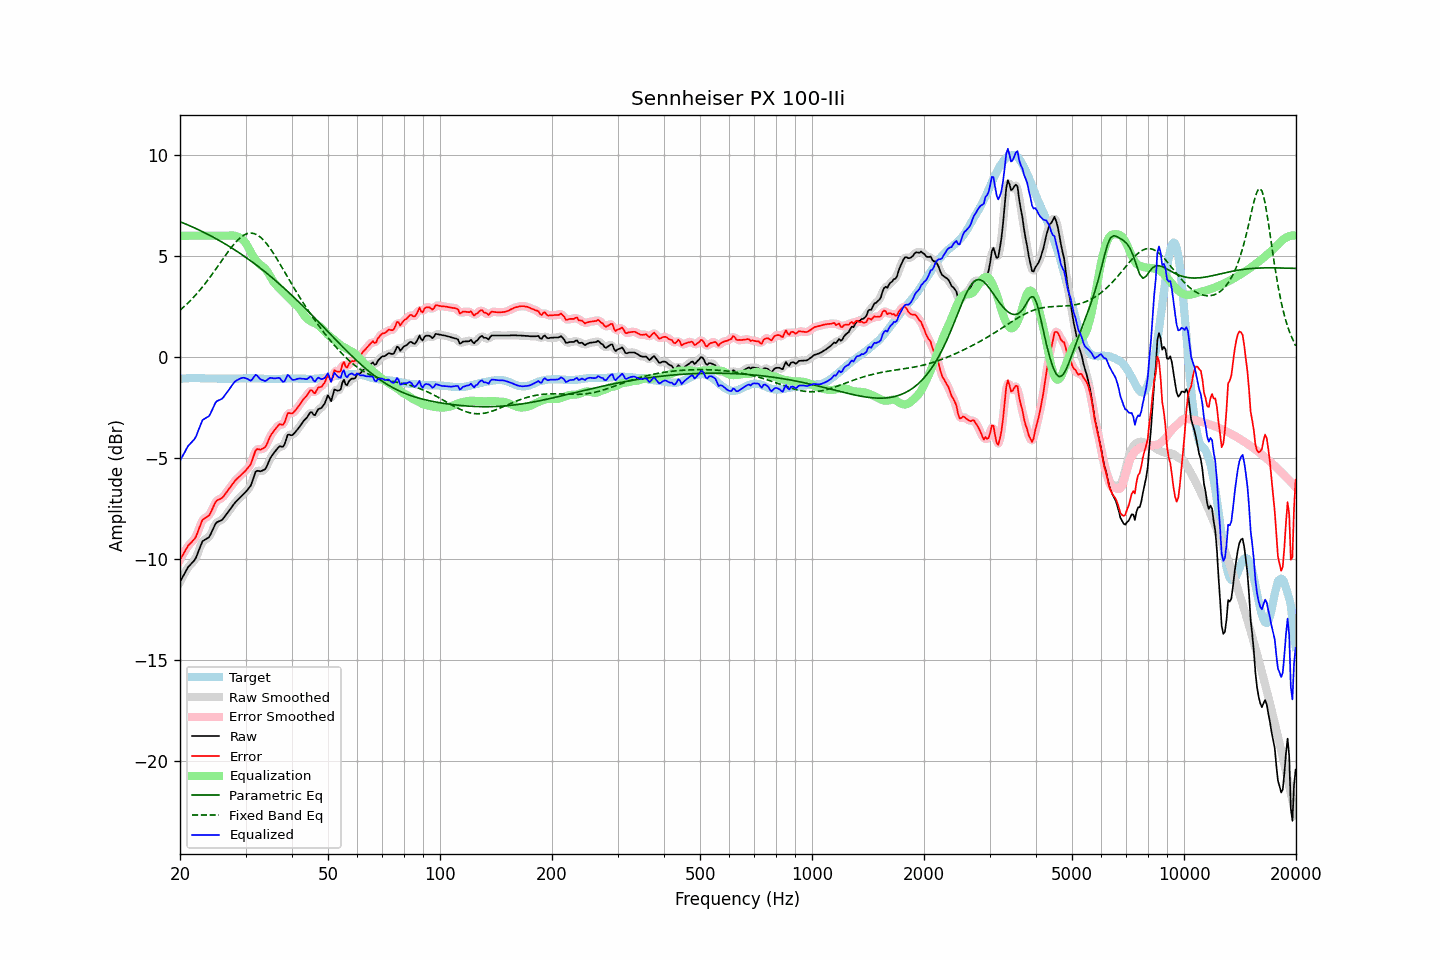 Sennheiser PX 100-IIi
10
5
0
−5
−10
−15
−20
Amplitude (dBr)
Target
Raw Smoothed
Error Smoothed
Raw
Error
Equalization
Parametric Eq
Fixed Band Eq
Equalized
20 50 100 200 500 1000 2000 5000 10000 20000
Frequency (Hz)